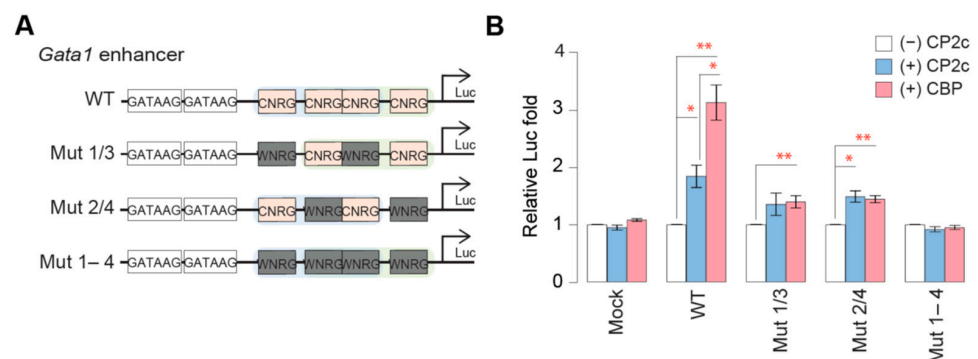 A
Gata1 enhancer
WT GATAAG GATAAG CNRG CNRG CNRG CNRG Luc
Mut 1/3 GATAAG GATAAG WNRG CNRG WNRG CNRG Luc
Mut 2/4 GATAAG GATAAG CNRG WNRG CNRG WNRG Luc
Mut 1–4 GATAAG GATAAG WNRG WNRG WNRG WNRG Luc
B
Relative Luc fold
4
3
2
1
0
** * *
**
** *
(−) CP2c
(+) CP2c
(+) CBP
Mock
WT
Mut 1/3
Mut 2/4
Mut 1–4